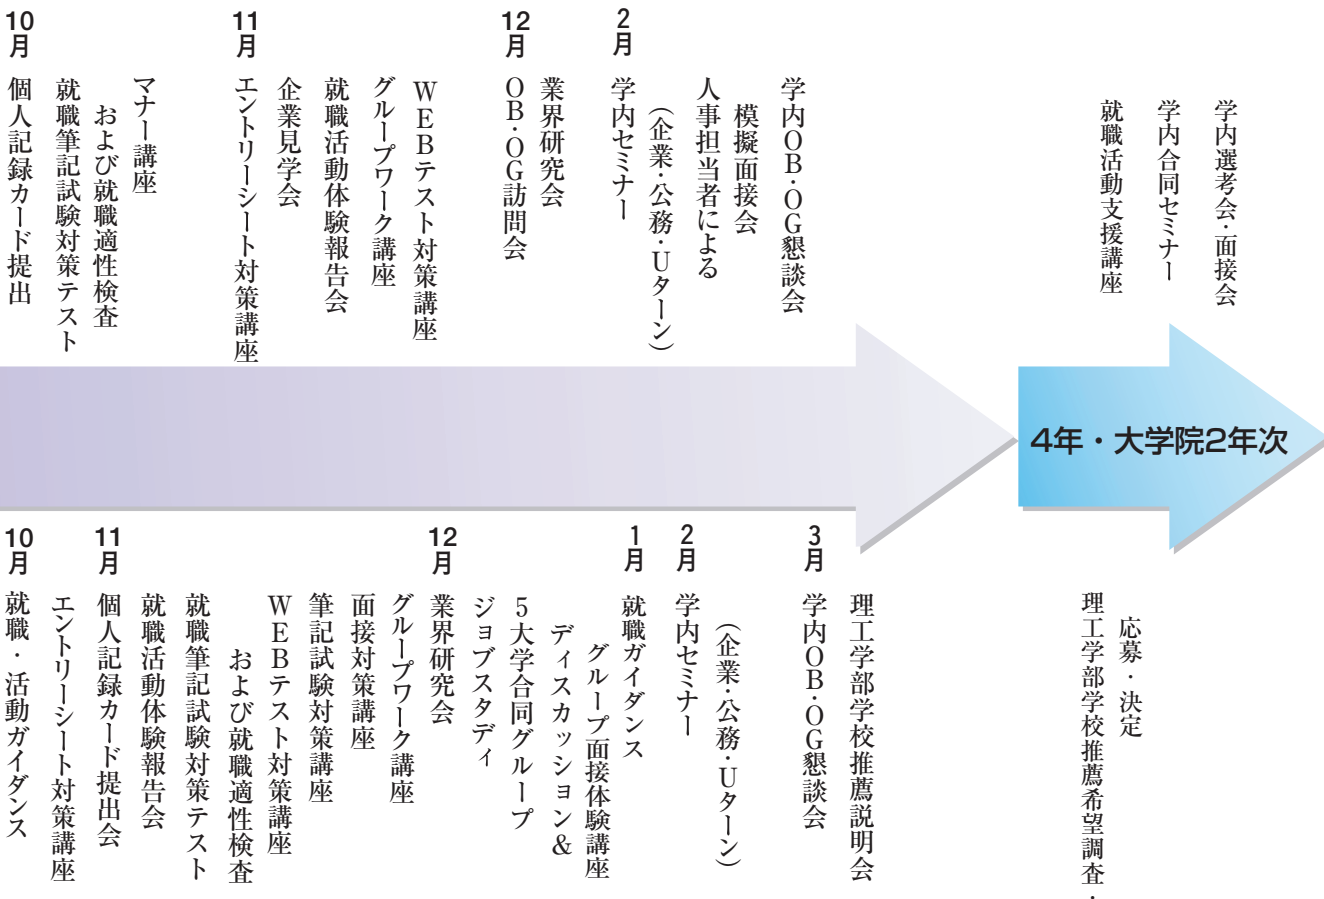 10月
個人記録カード提出
就職筆記試験対策テスト
および就職適性検査
マナー講座
11月
エントリーシート対策講座
企業見学会
就職活動体験報告会
グループワーク講座
WEBテスト対策講座
12月
OB・OG訪問会
業界研究会
2月
学内セミナー
（企業・公務・Uターン）
人事担当者による
模擬面接会
学内OB・OG懇談会
就職活動支援講座
学内合同セミナー
学内選考会・面接会
4年・大学院2年次
10月
就職・活動ガイダンス
エントリーシート対策講座
11月
個人記録カード提出会
就職活動体験報告会
就職筆記試験対策テスト
および就職適性検査
WEBテスト対策講座
筆記試験対策講座
面接対策講座
グループワーク講座
12月
業界研究会
ジョブスタディ
5大学合同グループ
ディスカッション＆
グループ面接体験講座
1月
就職ガイダンス
2月
学内セミナー
（企業・公務・Uターン）
3月
学内OB・OG懇談会
理工学部学校推薦説明会
理工学部学校推薦希望調査・
応募・決定